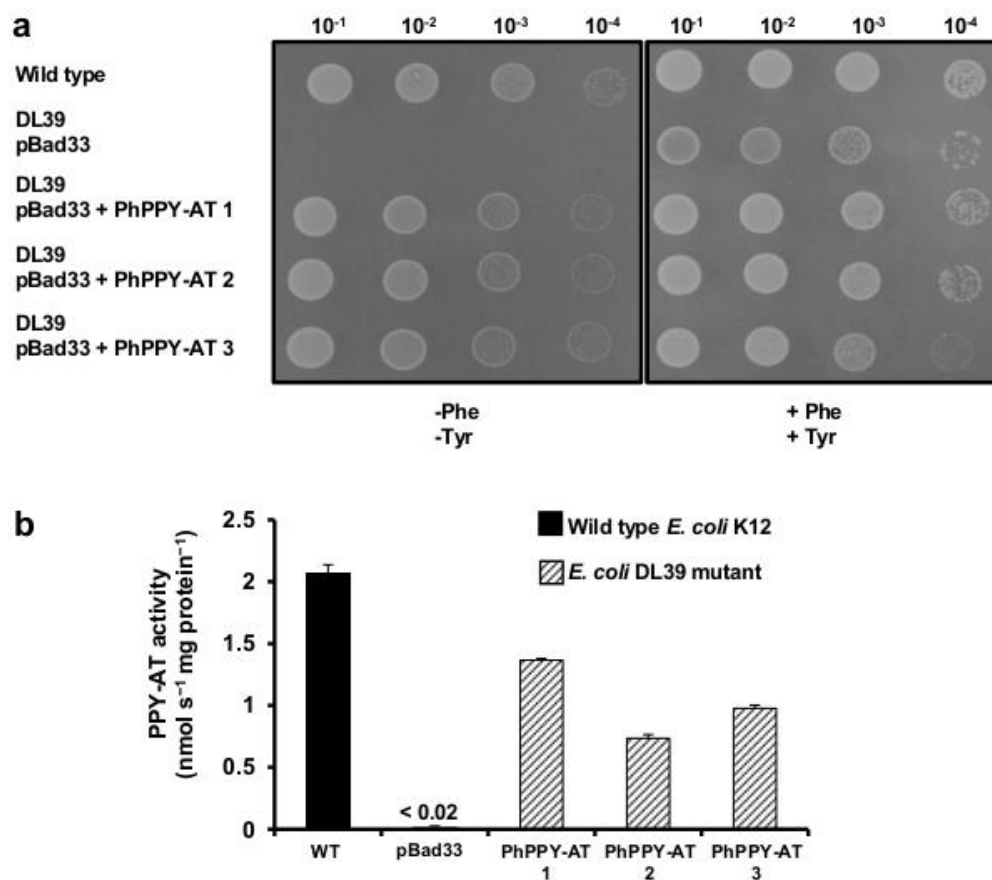 a
10⁻¹ 10⁻² 10⁻³ 10⁻⁴ 10⁻¹ 10⁻² 10⁻³ 10⁻⁴
Wild type
DL39
pBad33
DL39
pBad33 + PhPPY-AT 1
DL39
pBad33 + PhPPY-AT 2
DL39
pBad33 + PhPPY-AT 3
-Phe
-Tyr
+ Phe
+ Tyr
b
PPY-AT activity
(nmol s⁻¹ mg protein⁻¹)
2.5
2
1.5
1
0.5
0
Wild type E. coli K12
E. coli DL39 mutant
< 0.02
WT
pBad33
PhPPY-AT
1
PhPPY-AT
2
PhPPY-AT
3